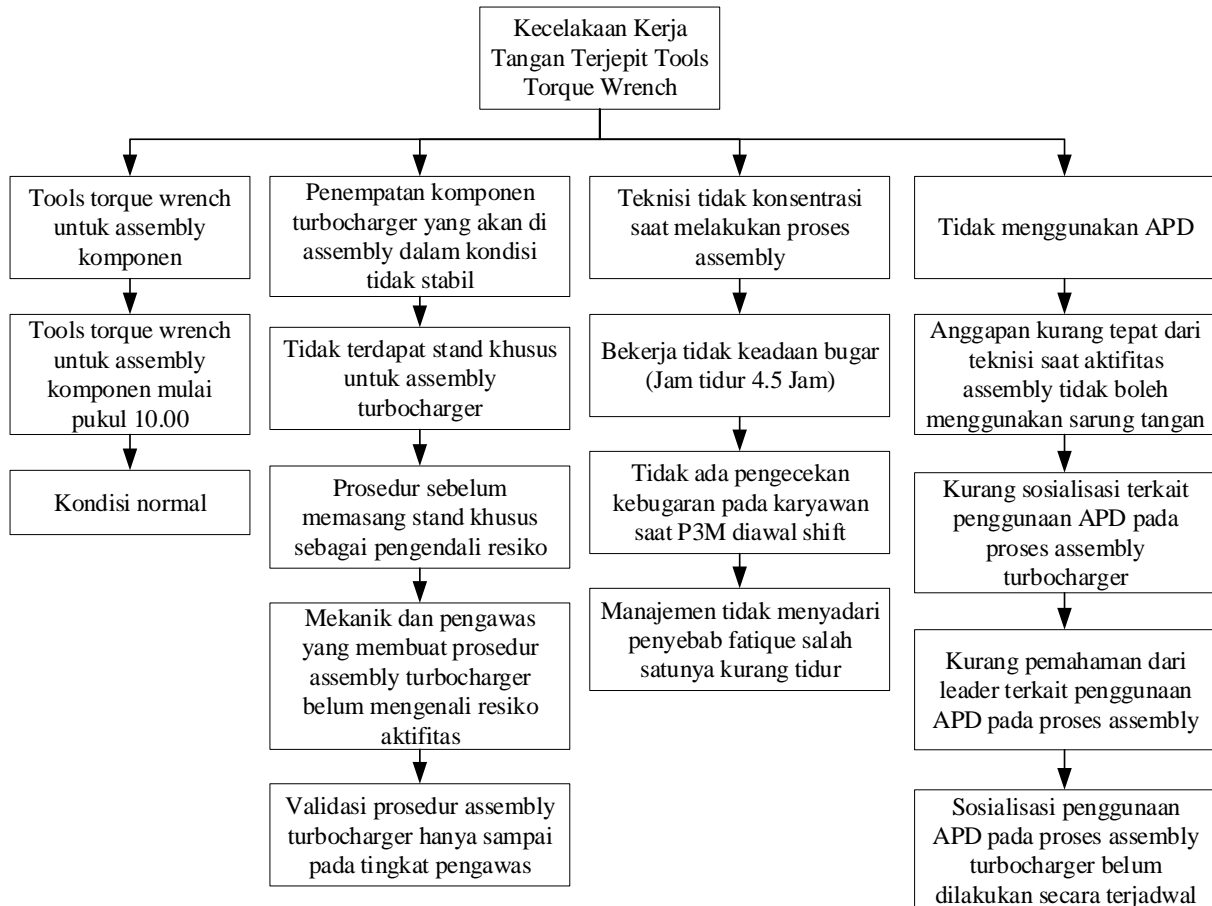 Kecelakaan Kerja
Tangan Terjepit Tools
Torque Wrench
Tools torque wrench
untuk assembly
komponen
Tools torque wrench
untuk assembly
komponen mulai
pukul 10.00
Kondisi normal
Penempatan komponen
turbocharger yang akan di
assembly dalam kondisi
tidak stabil
Tidak terdapat stand khusus
untuk assembly
turbocharger
Prosedur sebelum
memasang stand khusus
sebagai pengendali resiko
Mekanik dan pengawas
yang membuat prosedur
assembly turbocharger
belum mengenali resiko
aktifitas
Validasi prosedur assembly
turbocharger hanya sampai
pada tingkat pengawas
Teknisi tidak konsentrasi
saat melakukan proses
assembly
Bekerja tidak keadaan bugar
(Jam tidur 4.5 Jam)
Tidak ada pengecekan
kebugaran pada karyawan
saat P3M diawal shift
Manajemen tidak menyadari
penyebab fatique salah
satunya kurang tidur
Tidak menggunakan APD
Anggapan kurang tepat dari
teknisi saat aktifitas
assembly tidak boleh
menggunakan sarung tangan
Kurang sosialisasi terkait
penggunaan APD pada
proses assembly
turbocharger
Kurang pemahaman dari
leader terkait penggunaan
APD pada proses assembly
Sosialisasi penggunaan
APD pada proses assembly
turbocharger belum
dilakukan secara terjadwal